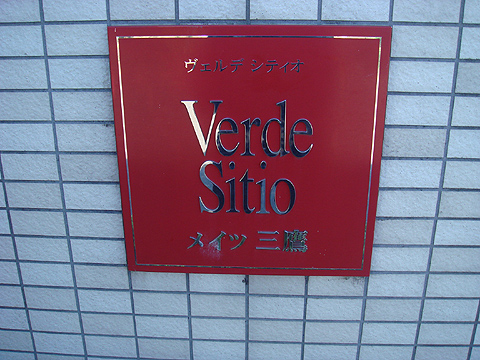 ヴェルデ シティオ
Verde
Sitio
メイツ 三鷹